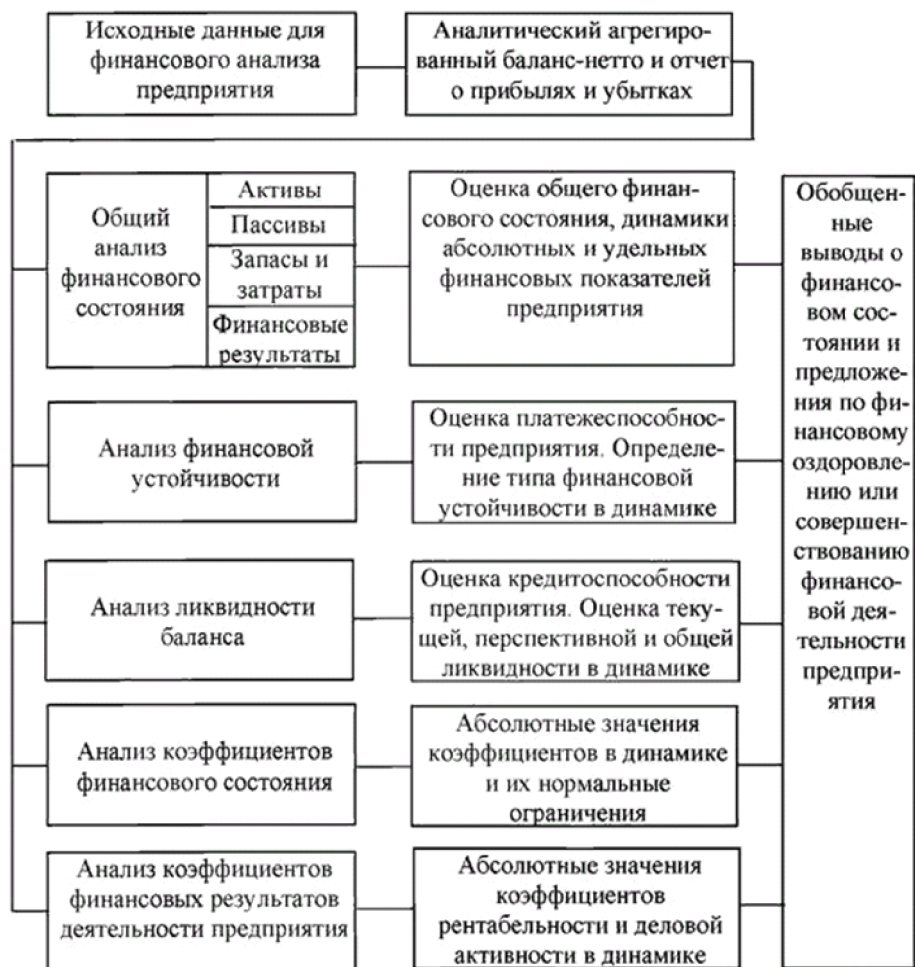 Исходные данные для
финансового анализа
предприятия
Аналитический агрегиро-
ванный баланс-нетто и отчет
о прибылях и убытках
Общий
анализ
финансового
состояния
Активы
Пассивы
Запасы и
затраты
Финансовые
результаты
Оценка общего финан-
сового состояния, динамики
абсолютных и удельных
финансовых показателей
предприятия
Анализ финансовой
устойчивости
Оценка платежеспособнос-
ти предприятия. Определе-
ние типа финансовой
устойчивости в динамике
Анализ ликвидности
баланса
Оценка кредитоспособности
предприятия. Оценка теку-
щей, перспективной и общей
ликвидности в динамике
Анализ коэффициентов
финансового состояния
Абсолютные значения
коэффициентов в динамике
и их нормальные
ограничения
Анализ коэффициентов
финансовых результатов
деятельности предприятия
Абсолютные значения
коэффициентов
рентабельности и деловой
активности в динамике
Обобщен-
ные
выводы о
финансо-
вом сос-
тоянии и
предложе-
ния по фи-
нансовому
оздоровле-
нию или
совершен-
ствованию
финансо-
вой дея-
тельности
предпри-
ятия